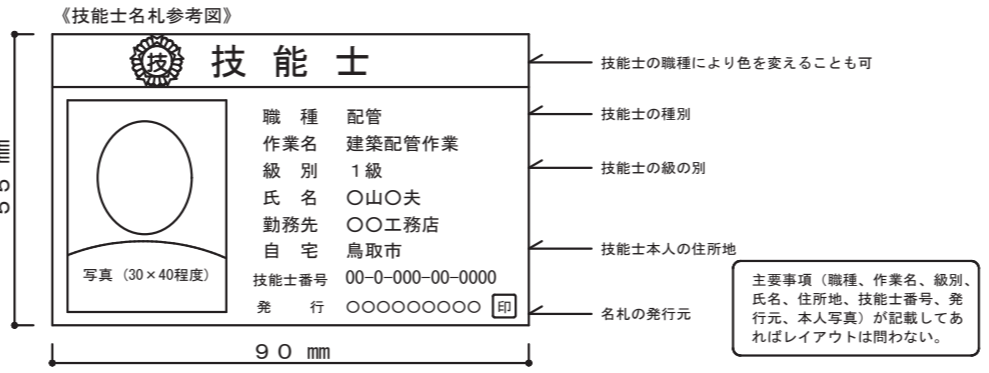 《技能士名札参考図》
技 技 能 士
職 種 配管
作業名 建築配管作業
級 別 1級
氏 名 〇山〇夫
勤務先 〇〇工務店
自 宅 鳥取市
技能士番号 00-0-000-00-0000
発 行 〇〇〇〇〇〇〇〇〇 印
写真（30×40程度）
55 mm
90 mm
技能士の職種により色を変えることも可
技能士の種別
技能士の級の別
技能士本人の住所地
名札の発行元
主要事項（職種、作業名、級別、
氏名、住所地、技能士番号、発
行元、本人写真）が記載してあ
ればレイアウトは問わない。